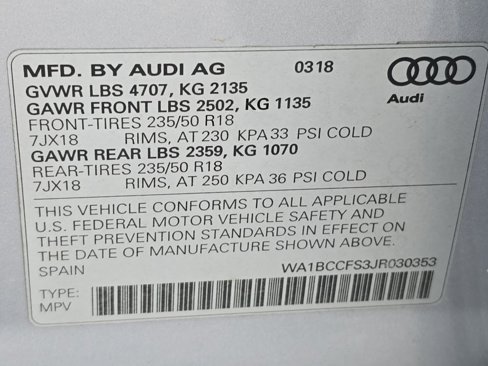 MFD. BY AUDI AG 0318
GVWR LBS 4707, KG 2135
GAWR FRONT LBS 2502, KG 1135
Audi
FRONT-TIRES 235/50 R18
7JX18 RIMS, AT 230 KPA 33 PSI COLD
GAWR REAR LBS 2359, KG 1070
REAR-TIRES 235/50 R18
7JX18 RIMS, AT 250 KPA 36 PSI COLD
THIS VEHICLE CONFORMS TO ALL APPLICABLE
U.S. FEDERAL MOTOR VEHICLE SAFETY AND
THEFT PREVENTION STANDARDS IN EFFECT ON
THE DATE OF MANUFACTURE SHOWN ABOVE.
SPAIN WA1BCCFS3JR030353
TYPE:
MPV